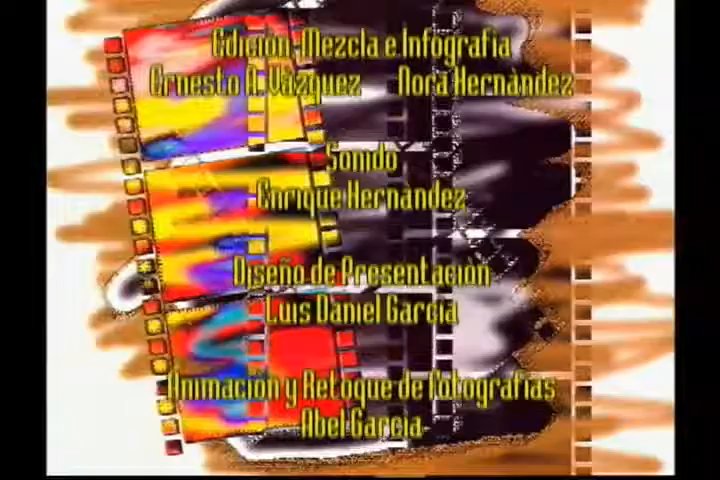 Edición, Mezcla e Infografía
Ernesto A. Vázquez Nora Hernández
Sonido
Enrique Hernández
Diseño de Presentación
Luis Daniel García
Animación y Retoque de Fotografías
Abel García